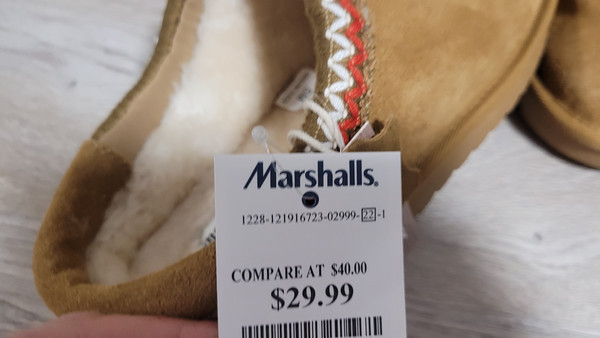 Marshalls.
1228-121916723-02999-22-1
COMPARE AT $40.00
$29.99